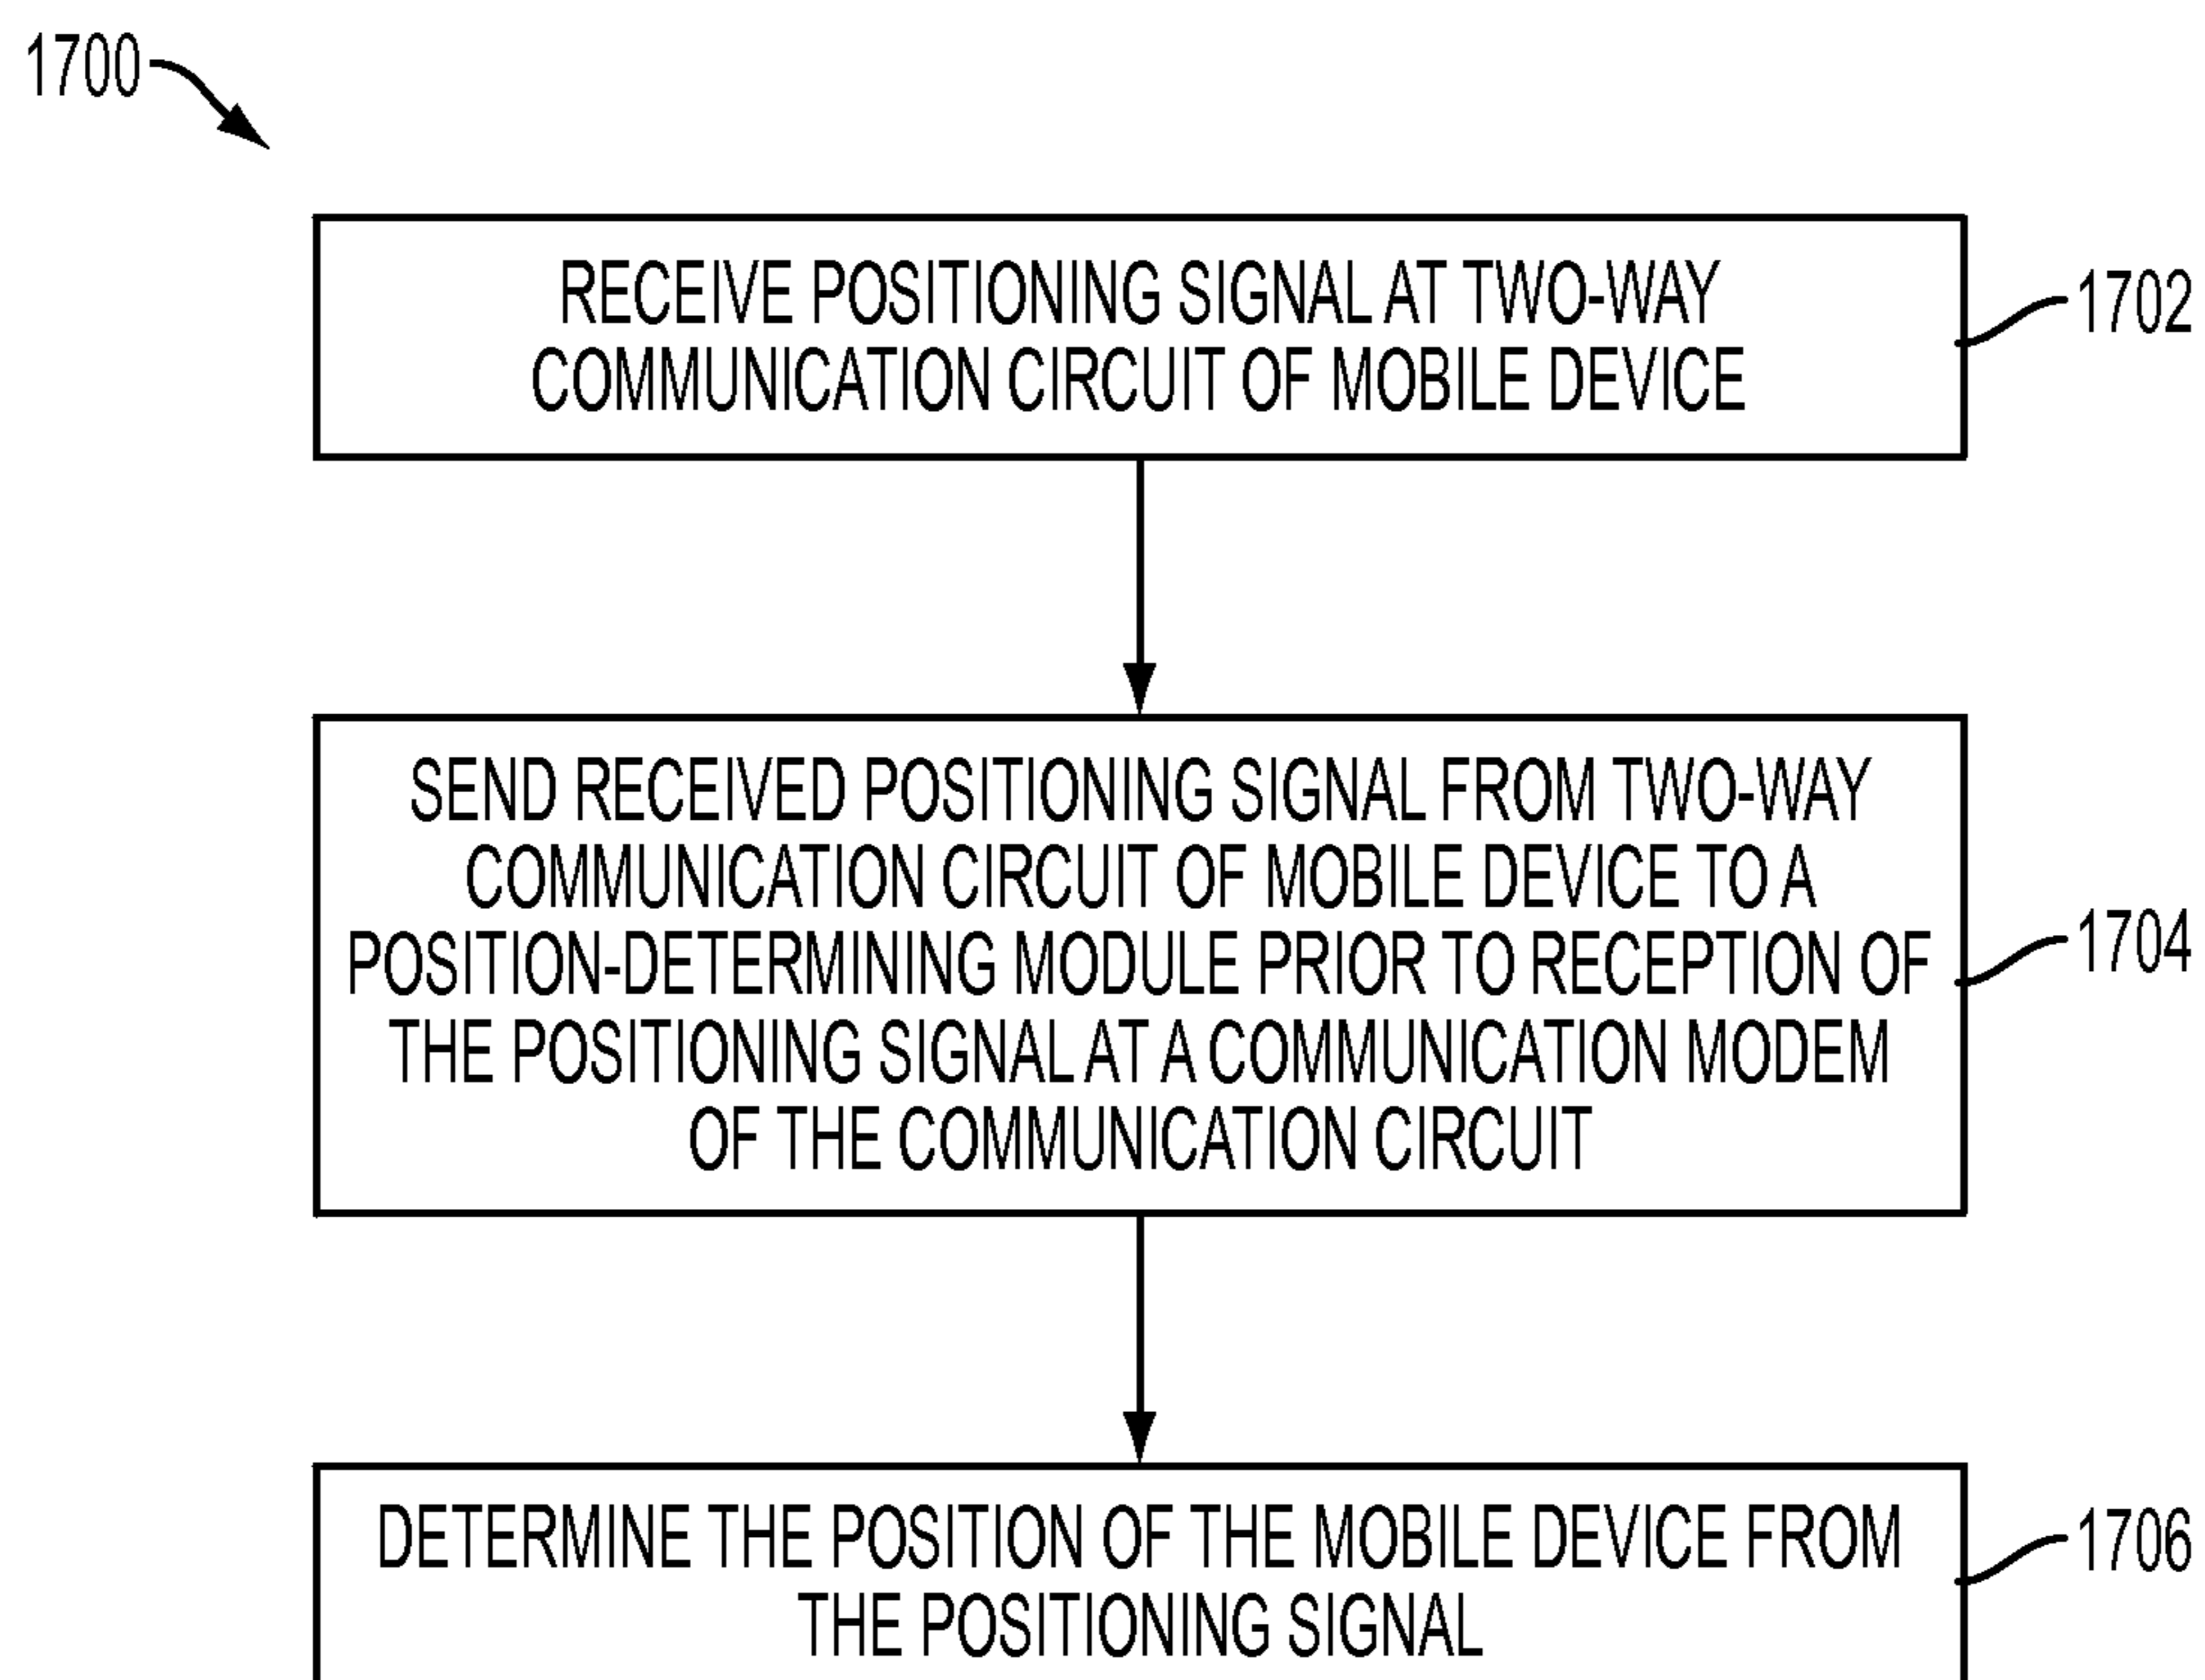 1700
RECEIVE POSITIONING SIGNAL AT TWO-WAY
COMMUNICATION CIRCUIT OF MOBILE DEVICE
1702
SEND RECEIVED POSITIONING SIGNAL FROM TWO-WAY
COMMUNICATION CIRCUIT OF MOBILE DEVICE TO A
POSITION-DETERMINING MODULE PRIOR TO RECEPTION OF
THE POSITIONING SIGNAL AT A COMMUNICATION MODEM
OF THE COMMUNICATION CIRCUIT
1704
DETERMINE THE POSITION OF THE MOBILE DEVICE FROM
THE POSITIONING SIGNAL
1706